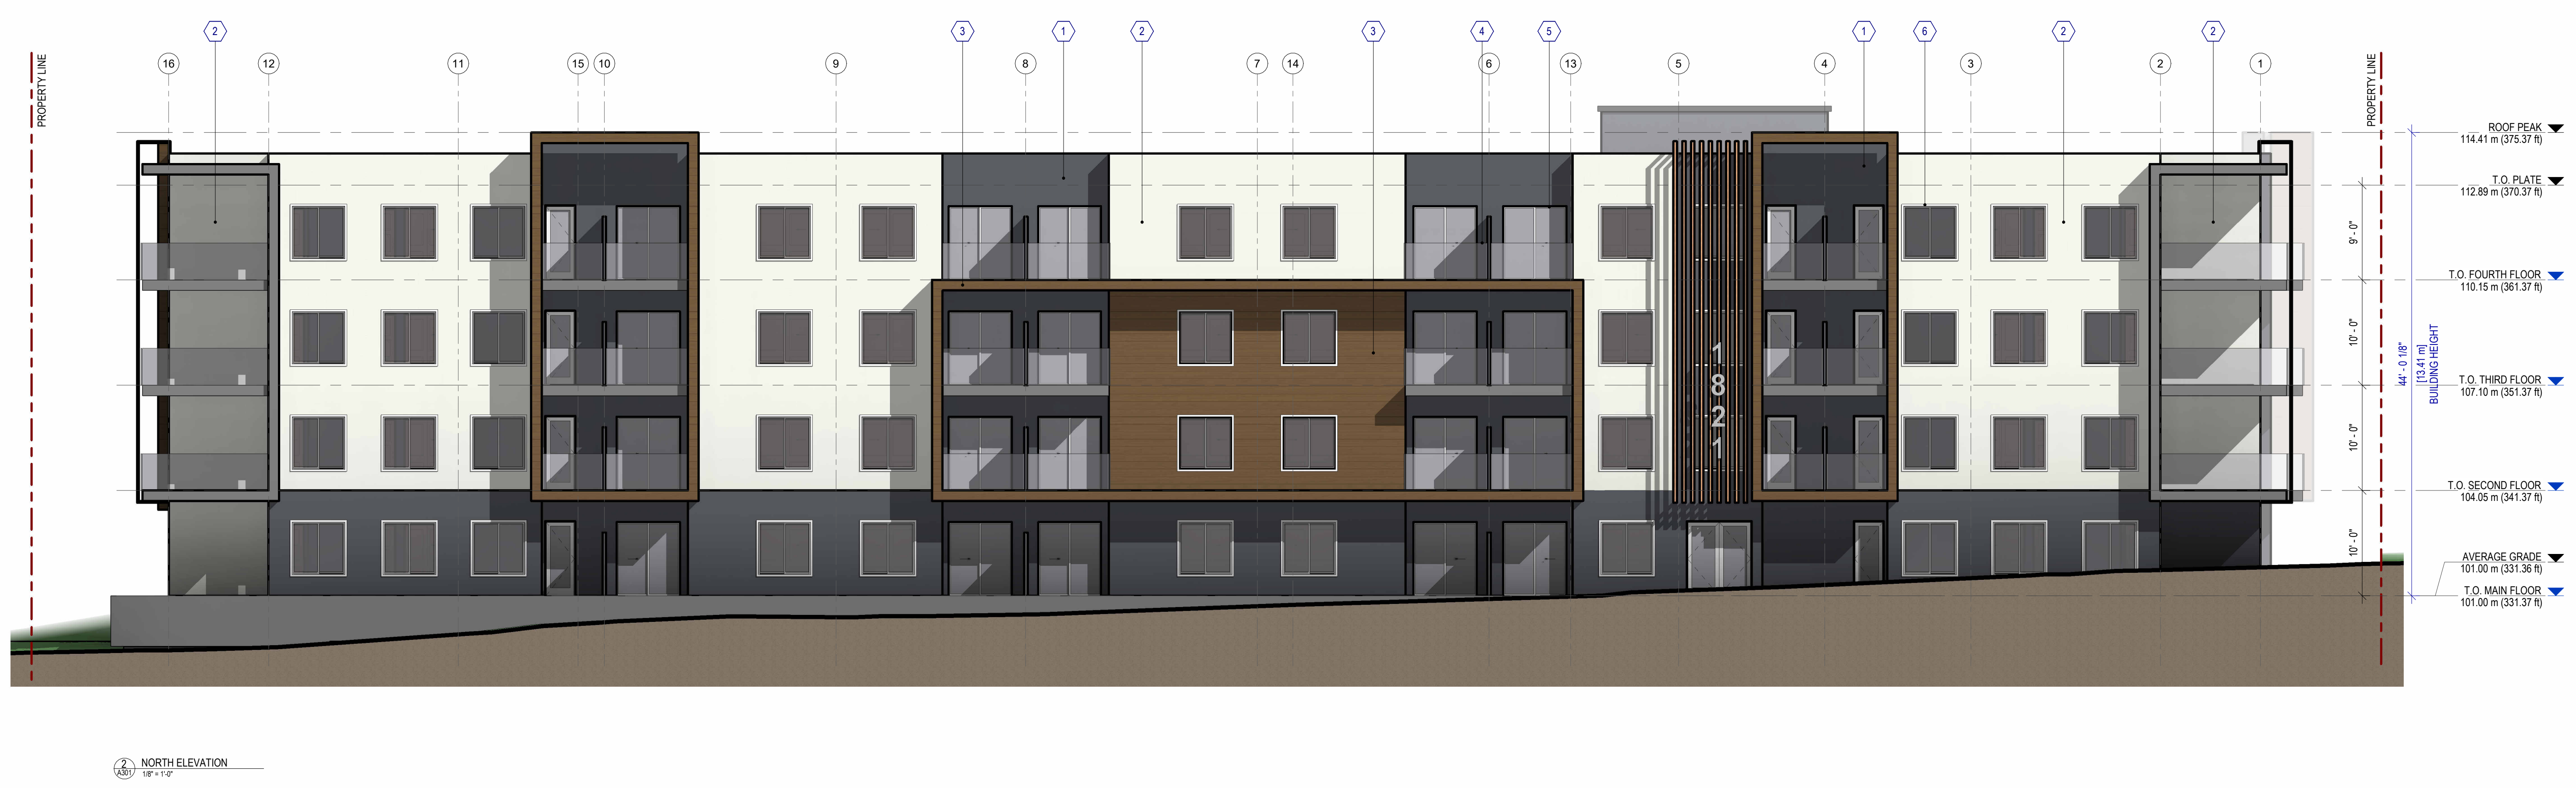 2
3
1
2
3
4
5
1
6
2
2
PROPERTY LINE
16
12
11
15
10
9
8
7
14
6
13
5
4
3
2
1
PROPERTY LINE
ROOF PEAK
114.41 m (375.37 ft)
T.O. PLATE
112.89 m (370.37 ft)
9' - 0"
T.O. FOURTH FLOOR
110.15 m (361.37 ft)
10' - 0"
44' - 0 1/8"
[13.41 m]
BUILDING HEIGHT
T.O. THIRD FLOOR
107.10 m (351.37 ft)
10' - 0"
T.O. SECOND FLOOR
104.05 m (341.37 ft)
10' - 0"
AVERAGE GRADE
101.00 m (331.36 ft)
T.O. MAIN FLOOR
101.00 m (331.37 ft)
1
8
2
1
2
A301
NORTH ELEVATION
1/8" = 1'-0"